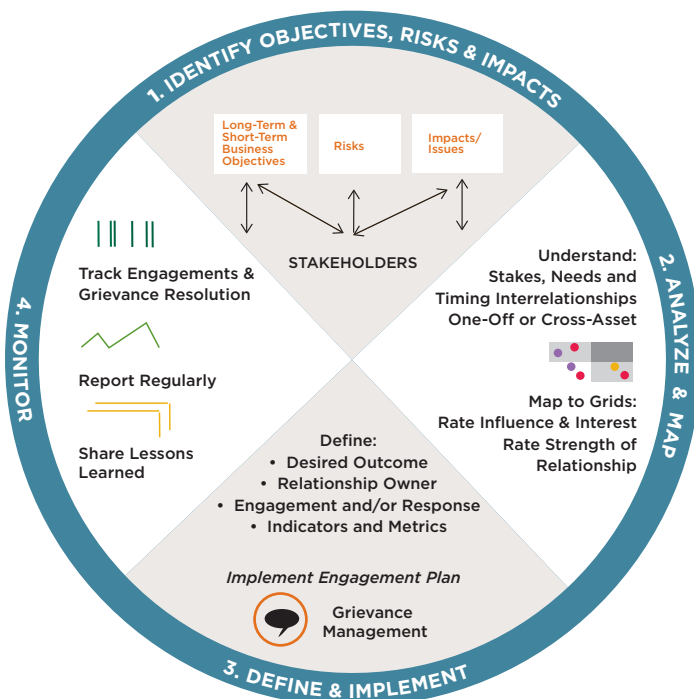 1. IDENTIFY OBJECTIVES, RISKS & IMPACTS
Long-Term &
Short-Term
Business
Objectives
Risks
Impacts/
Issues
STAKEHOLDERS
2. ANALYZE & MAP
Understand:
Stakes, Needs and
Timing Interrelationships
One-Off or Cross-Asset
Map to Grids:
Rate Influence & Interest
Rate Strength of
Relationship
3. DEFINE & IMPLEMENT
Define:
• Desired Outcome
• Relationship Owner
• Engagement and/or Response
• Indicators and Metrics
Implement Engagement Plan
Grievance
Management
4. MONITOR
Track Engagements &
Grievance Resolution
Report Regularly
Share Lessons
Learned